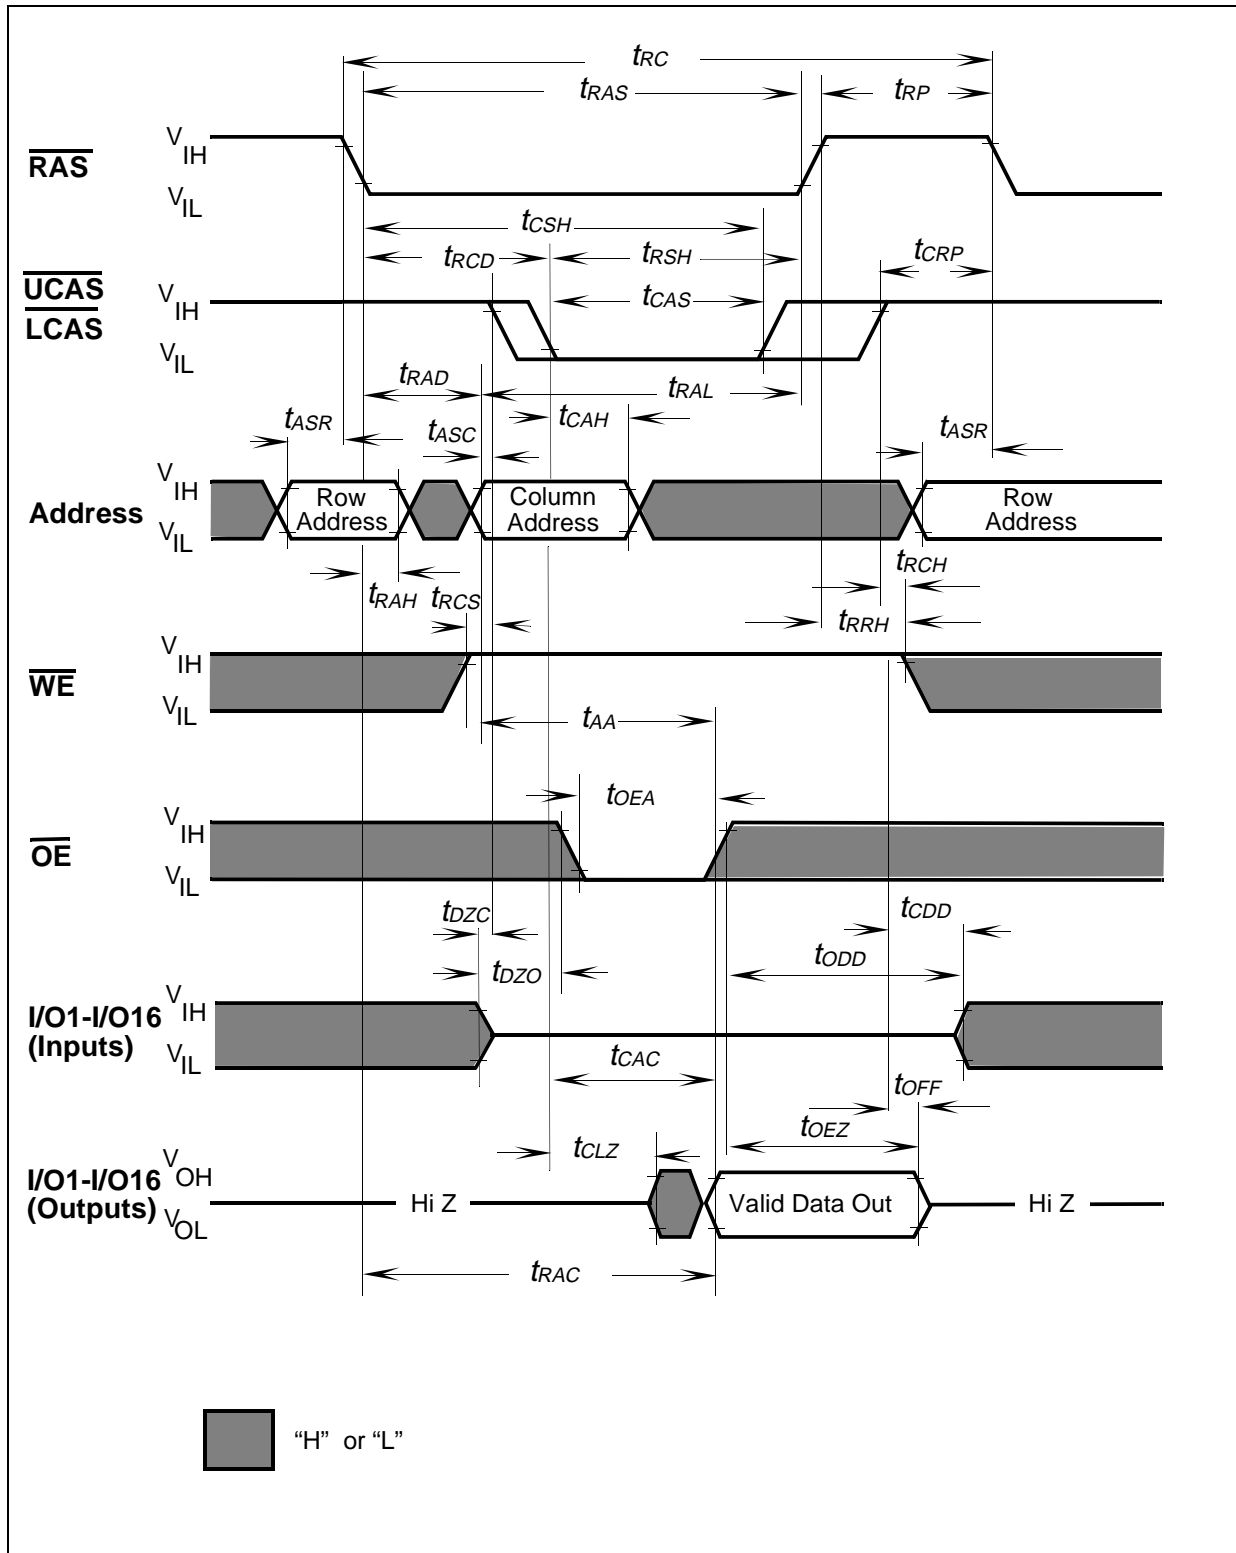 tRC
tRAS
tRP
RAS
VIH
VIL
tCSH
tRCD
tRSH
tCRP
UCAS
LCAS
VIH
tCAS
VIL
tRAD
tRAL
tASR
tASC
tCAH
tASR
Address
VIH
VIL
Row
Address
Column
Address
Row
Address
tRCH
tRAH
tRCS
tRRH
WE
VIH
VIL
tAA
tOEA
OE
VIH
VIL
tDZC
tCDD
tDZO
tODD
I/O1-I/O16
(Inputs)
VIH
VIL
tCAC
tOFF
tCLZ
tOEZ
I/O1-I/O16
(Outputs)
VOH
VOL
Hi Z
Valid Data Out
Hi Z
tRAC
“H” or “L”